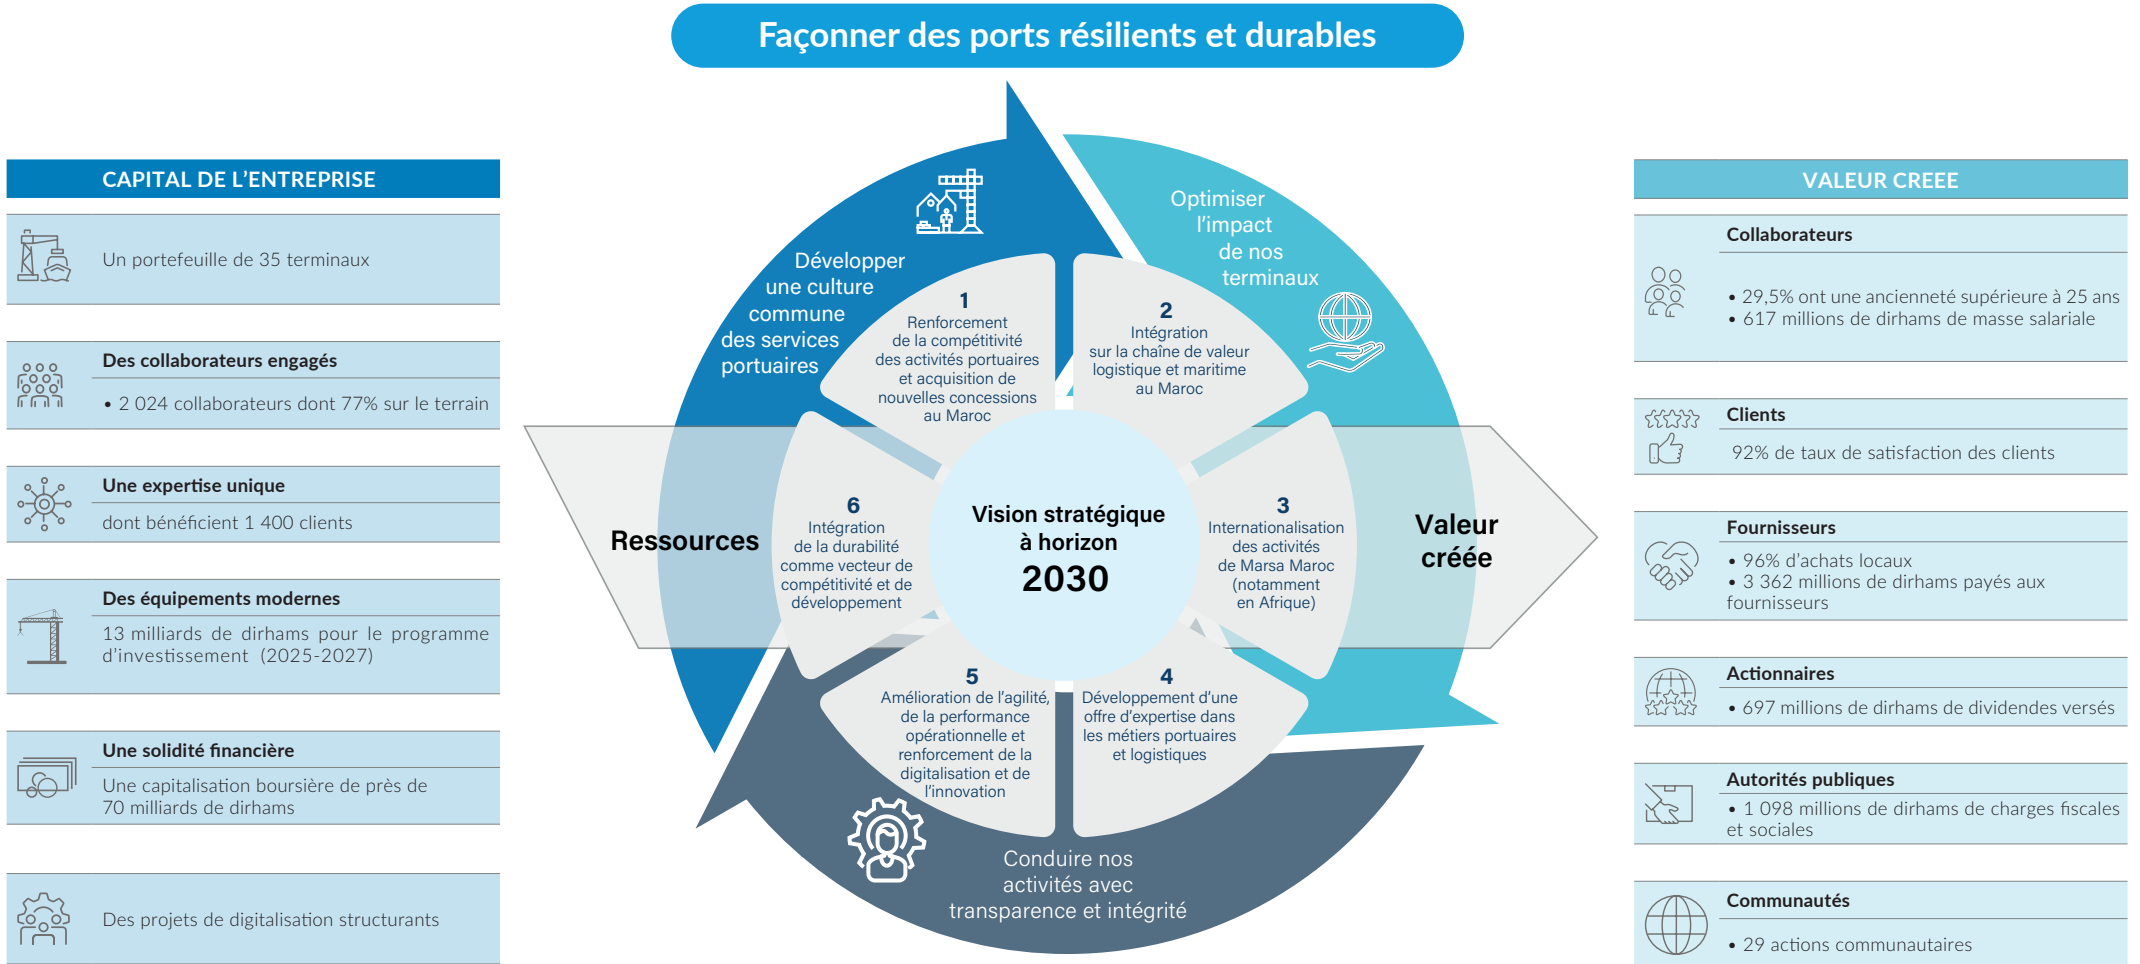 Façonner des ports résilients et durables
CAPITAL DE L’ENTREPRISE
Un portefeuille de 35 terminaux
Des collaborateurs engagés
• 2 024 collaborateurs dont 77% sur le terrain
Une expertise unique
dont bénéficient 1 400 clients
Des équipements modernes
13 milliards de dirhams pour le programme
d’investissement (2025-2027)
Une solidité financière
Une capitalisation boursière de près de
70 milliards de dirhams
Des projets de digitalisation structurants
Ressources
Développer
une culture
commune
des services
portuaires
Optimiser
l’impact
de nos
terminaux
Conduire nos
activités avec
transparence et intégrité
1
Renforcement
de la compétitivité
des activités portuaires
et acquisition de
nouvelles concessions
au Maroc
2
Intégration
sur la chaîne de valeur
logistique et maritime
au Maroc
3
Internationalisation
des activités
de Marsa Maroc
(notamment
en Afrique)
4
Développement d’une
offre d’expertise dans
les métiers portuaires
et logistiques
5
Amélioration de l’agilité,
de la performance
opérationnelle et
renforcement de la
digitalisation et de
l’innovation
6
Intégration
de la durabilité
comme vecteur de
compétitivité et de
développement
Vision stratégique
à horizon
2030
Valeur
créée
VALEUR CREEE
Collaborateurs
• 29,5% ont une ancienneté supérieure à 25 ans
• 617 millions de dirhams de masse salariale
Clients
92% de taux de satisfaction des clients
Fournisseurs
• 96% d’achats locaux
• 3 362 millions de dirhams payés aux
fournisseurs
Actionnaires
• 697 millions de dirhams de dividendes versés
Autorités publiques
• 1 098 millions de dirhams de charges fiscales
et sociales
Communautés
• 29 actions communautaires